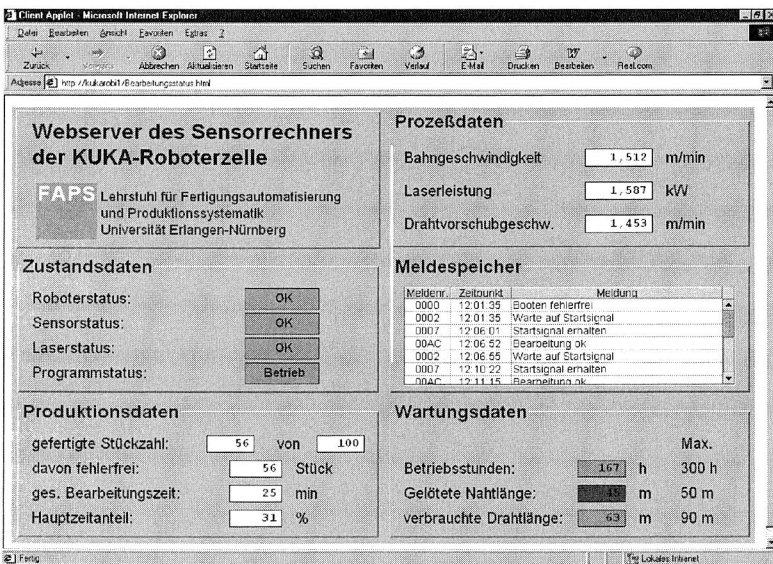 Client Applet - Microsoft Internet Explorer
Datei Bearbeiten Ansicht Favoriten Extras ?
Zurück Abbrechen Aktualisieren Startseite Suchen Favoriten Verlauf E-Mail Drucken Bearbeiten Real.com
Adresse http://kukarobi1/Bearbeitungsstatus.html
Webserver des Sensorrechners
der KUKA-Roboterzelle
FAPS Lehrstuhl für Fertigungsautomatisierung
und Produktionssystematik
Universität Erlangen-Nürnberg
Prozeßdaten
Bahngeschwindigkeit 1,512 m/min
Laserleistung 1,587 kW
Drahtvorschubgeschw. 1,453 m/min
Zustandsdaten
Roboterstatus: OK
Sensorstatus: OK
Laserstatus: OK
Programmstatus: Betrieb
Meldespeicher
Meldenr. Zeitpunkt Meldung
0000 12:01:35 Booten fehlerfrei
0002 12:01:35 Warte auf Startsignal
0007 12:06:01 Startsignal erhalten
00AC 12:06:52 Bearbeitung ok
0002 12:06:55 Warte auf Startsignal
0007 12:10:22 Startsignal erhalten
00AC 12:11:15 Bearbeitung ok
Produktionsdaten
gefertigte Stückzahl: 56 von 100
davon fehlerfrei: 56 Stück
ges. Bearbeitungszeit: 25 min
Hauptzeitanteil: 31 %
Wartungsdaten
Max.
Betriebsstunden: 167 h 300 h
Gelötete Nahtlänge: m 50 m
verbrauchte Drahtlänge: 63 m 90 m
Fertig
Lokales Intranet